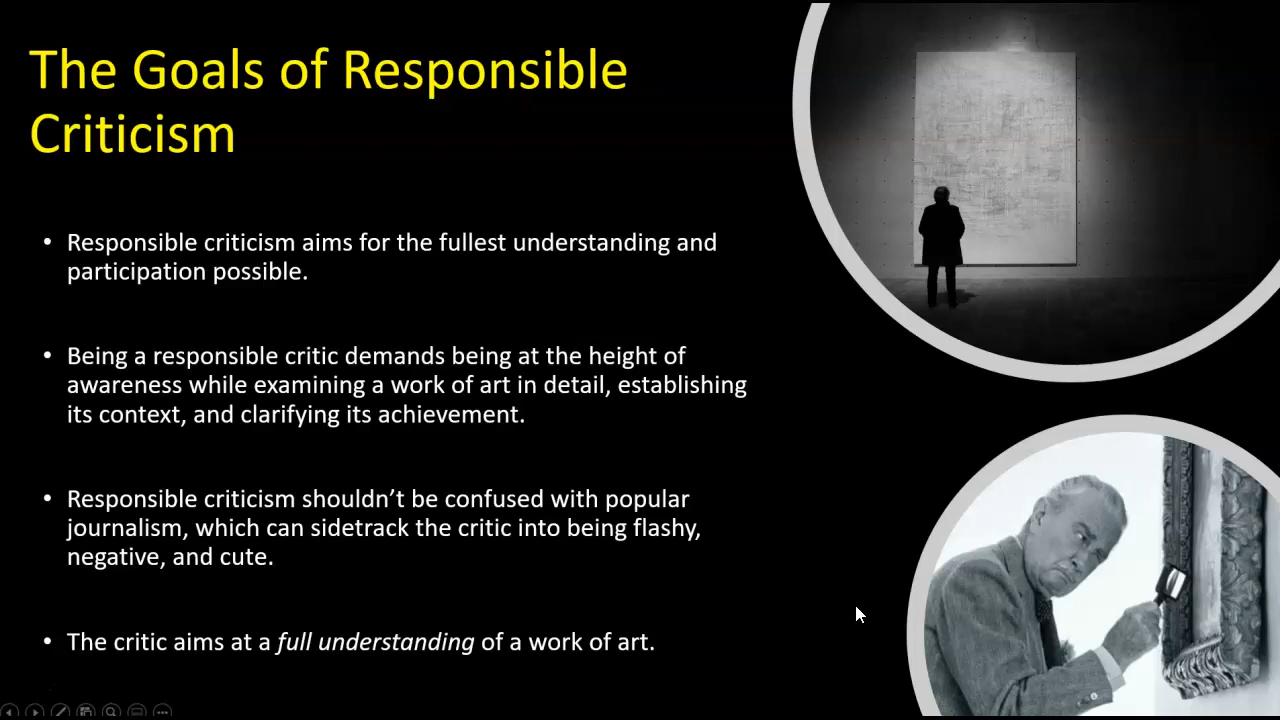 The Goals of Responsible
Criticism
• Responsible criticism aims for the fullest understanding and
participation possible.
• Being a responsible critic demands being at the height of
awareness while examining a work of art in detail, establishing
its context, and clarifying its achievement.
• Responsible criticism shouldn’t be confused with popular
journalism, which can sidetrack the critic into being flashy,
negative, and cute.
• The critic aims at a full understanding of a work of art.